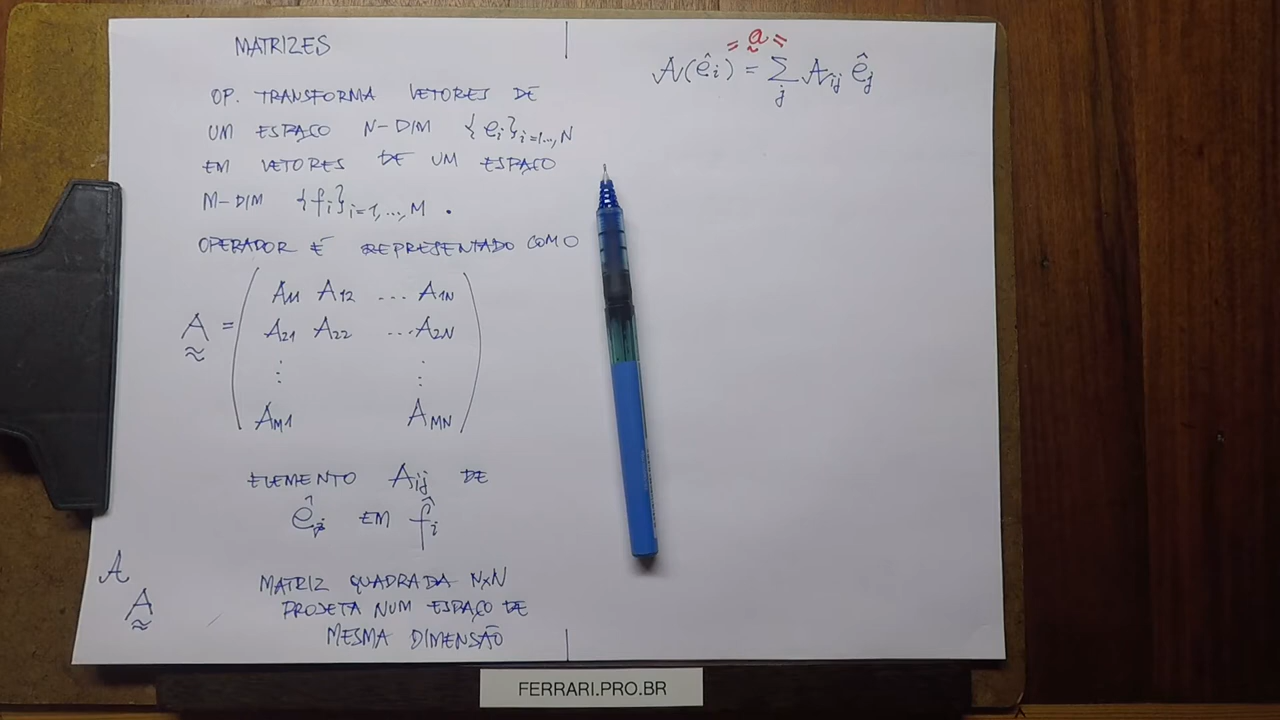 MATRIZES
OP. TRANSFORMA VETORES DE
UM ESPAÇO N-DIM {ei}i=1...,N
EM VETORES DE UM ESPAÇO
M-DIM {fi}i=1,...,M .
OPERADOR É REPRESENTADO COMO
A = ( A11 A12 ... A1N
A21 A22 ... A2N
⋮ ⋮
AM1 AMN )
ELEMENTO Aij DE
êj EM f̂i
A
A
MATRIZ QUADRADA N×N
PROJETA NUM ESPAÇO DE
MESMA DIMENSÃO
= a =
A(êi) = Σj Aij êj
FERRARI.PRO.BR